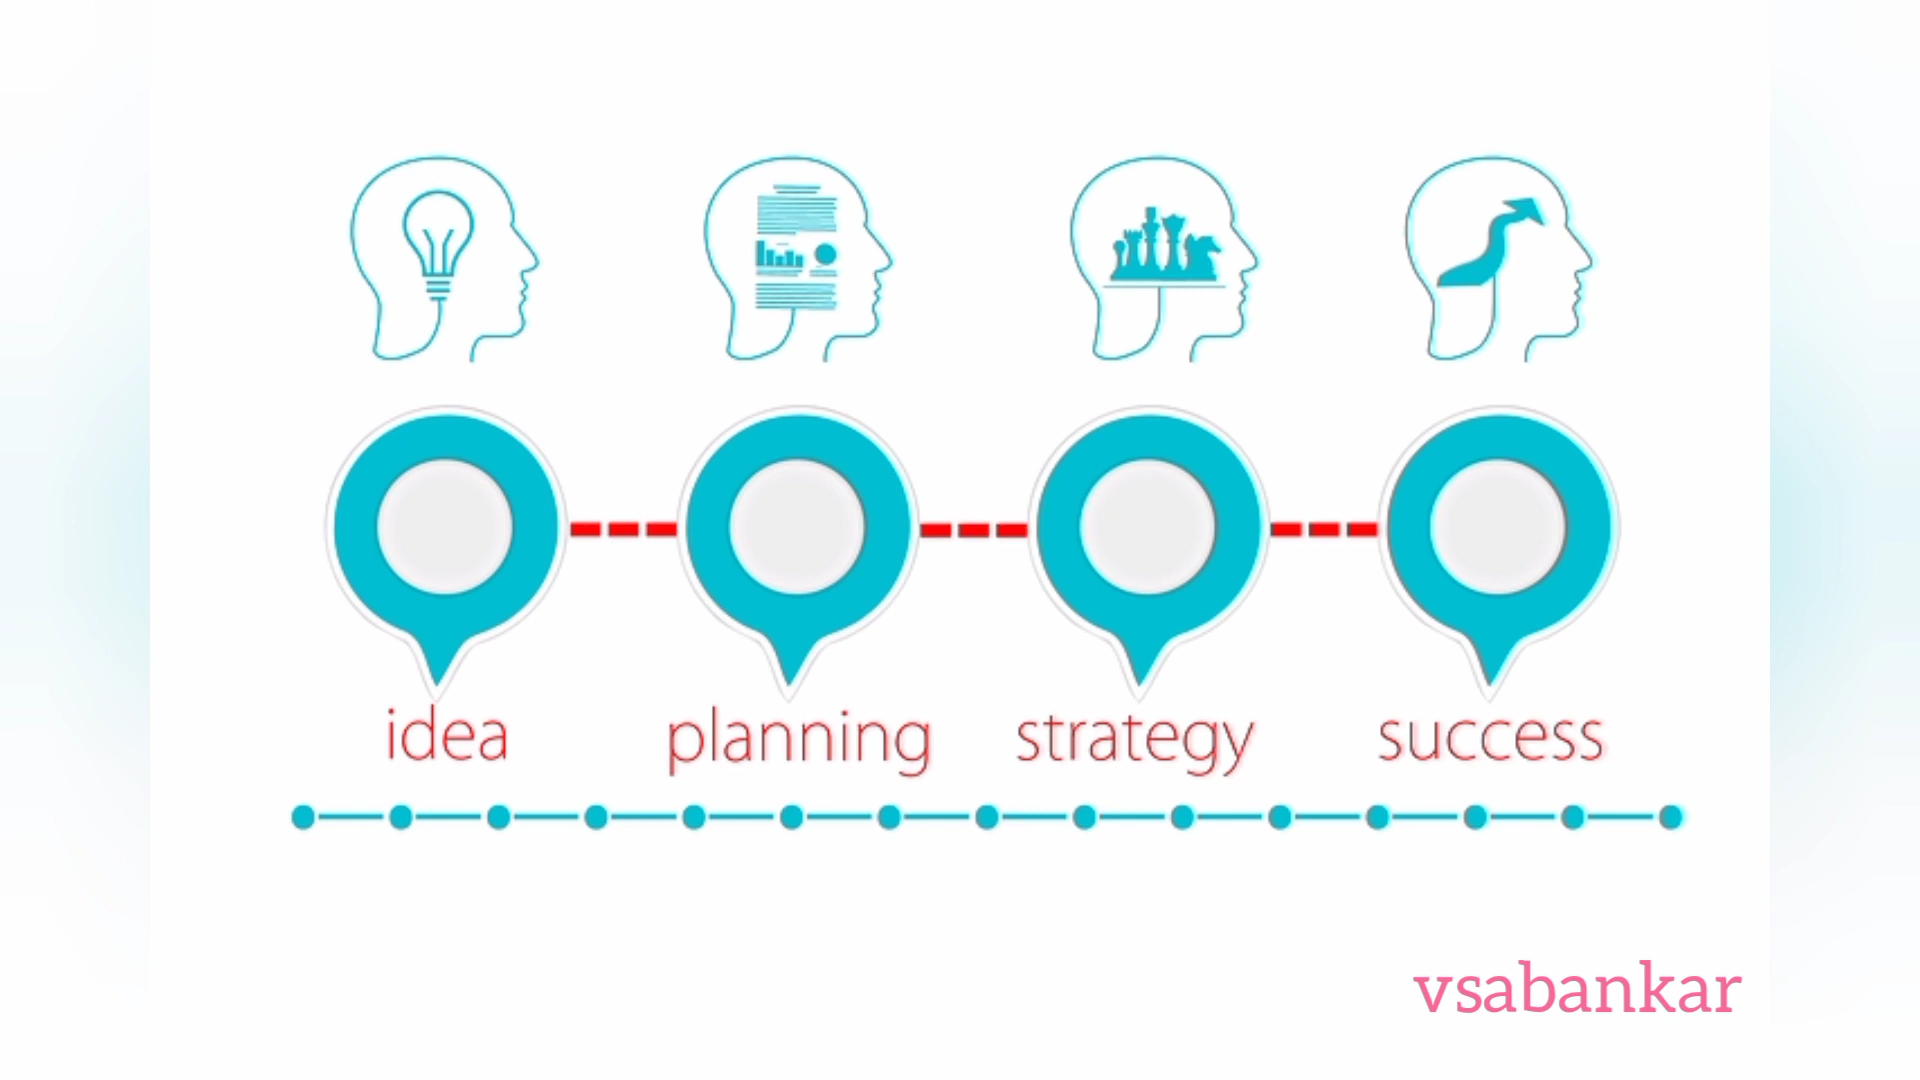 idea
planning
strategy
success
vsabankar